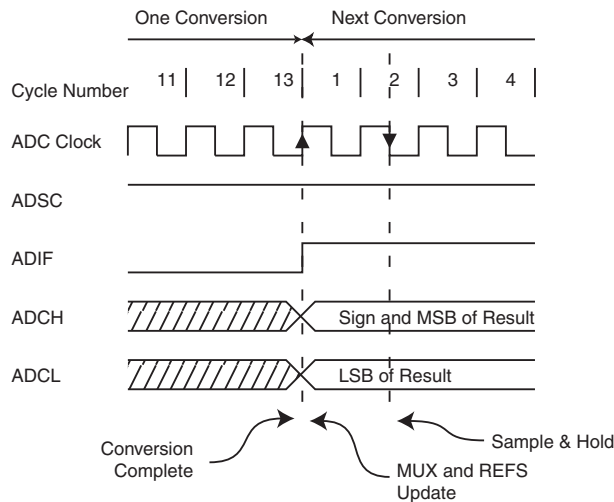 One Conversion Next Conversion
Cycle Number 11 12 13 1 2 3 4
ADC Clock
ADSC
ADIF
ADCH Sign and MSB of Result
ADCL LSB of Result
Conversion
Complete
MUX and REFS
Update
Sample & Hold